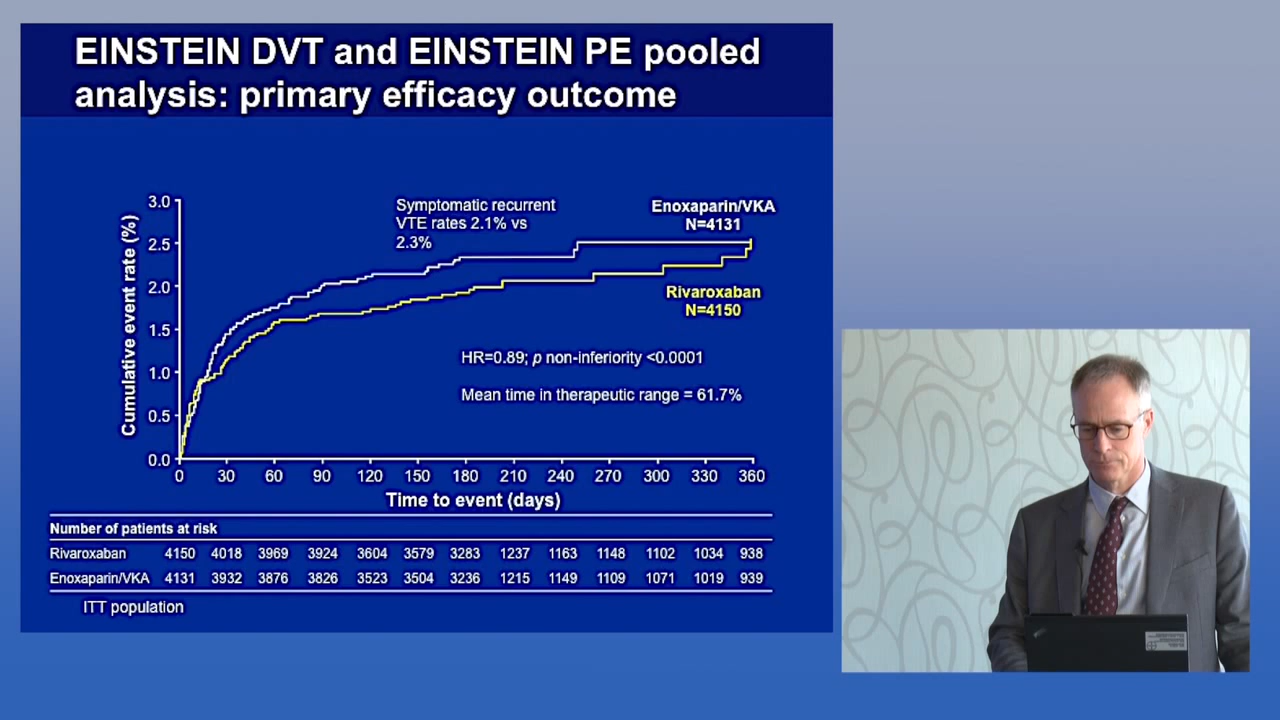 EINSTEIN DVT and EINSTEIN PE pooled
analysis: primary efficacy outcome
Cumulative event rate (%)
3.0
2.5
2.0
1.5
1.0
0.5
0.0
Symptomatic recurrent
VTE rates 2.1% vs
2.3%
Enoxaparin/VKA
N=4131
Rivaroxaban
N=4150
HR=0.89; p non-inferiority <0.0001
Mean time in therapeutic range = 61.7%
0 30 60 90 120 150 180 210 240 270 300 330 360
Time to event (days)
Number of patients at risk
Rivaroxaban 4150 4018 3969 3924 3604 3579 3283 1237 1163 1148 1102 1034 938
Enoxaparin/VKA 4131 3932 3876 3826 3523 3504 3236 1215 1149 1109 1071 1019 939
ITT population